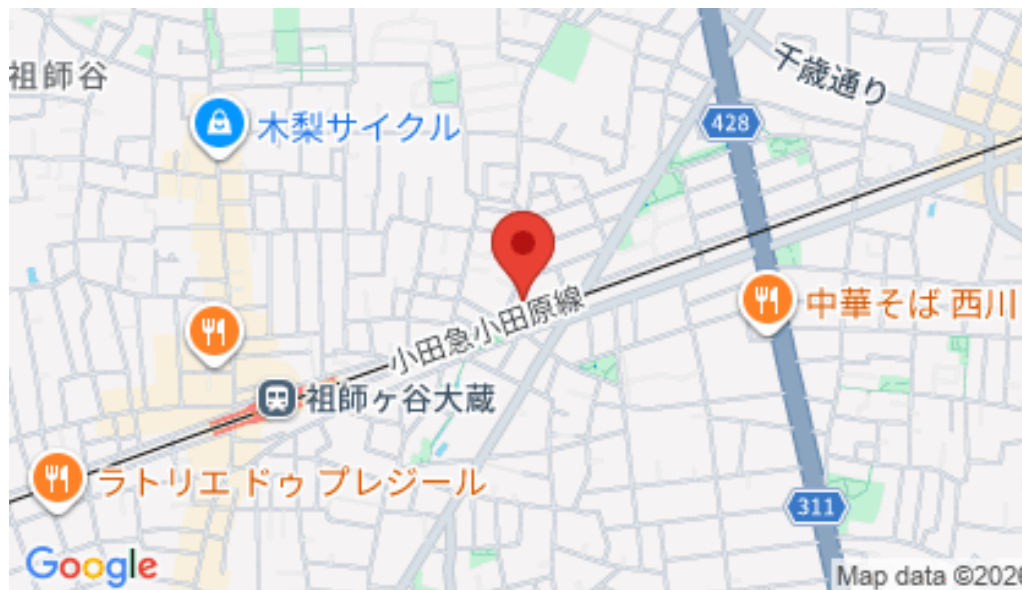 祖師谷
木梨サイクル
千歳通り
428
小田急小田原線
中華そば 西川
祖師ヶ谷大蔵
ラトリエ ドゥ プレジール
311
Google
Map data ©2026